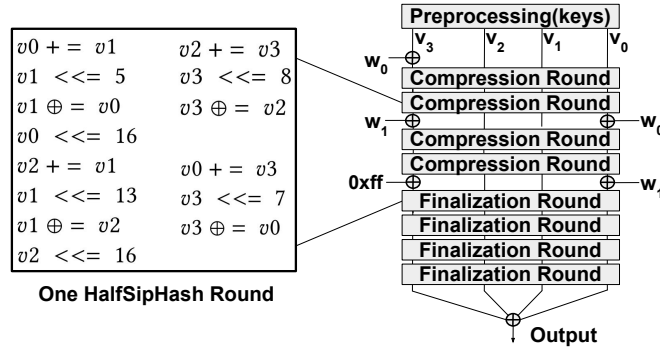 v0 += v1
v1 <<= 5
v1 ⊕= v0
v0 <<= 16
v2 += v1
v1 <<= 13
v1 ⊕= v2
v2 <<= 16
v2 += v3
v3 <<= 8
v3 ⊕= v2
v0 += v3
v3 <<= 7
v3 ⊕= v0
One HalfSipHash Round
Preprocessing(keys)
v3 v2 v1 v0
w0
Compression Round
Compression Round
w1 w0
Compression Round
Compression Round
0xff w1
Finalization Round
Finalization Round
Finalization Round
Finalization Round
Output